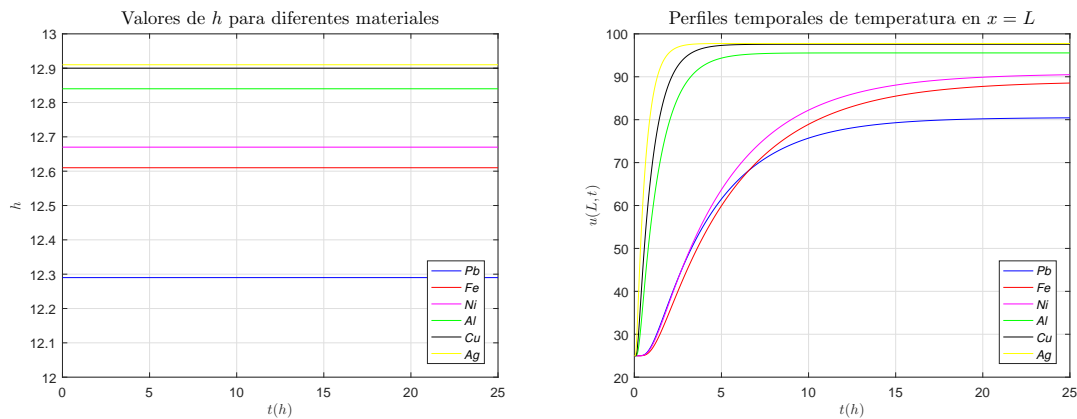 Valores de h para diferentes materiales
13
12.9
12.8
12.7
12.6
12.5
12.4
12.3
12.2
12.1
12
h
0 5 10 15 20 25
t(h)
Pb
Fe
Ni
Al
Cu
Ag
Perfiles temporales de temperatura en x = L
100
90
80
70
60
50
40
30
20
u(L, t)
0 5 10 15 20 25
t(h)
Pb
Fe
Ni
Al
Cu
Ag